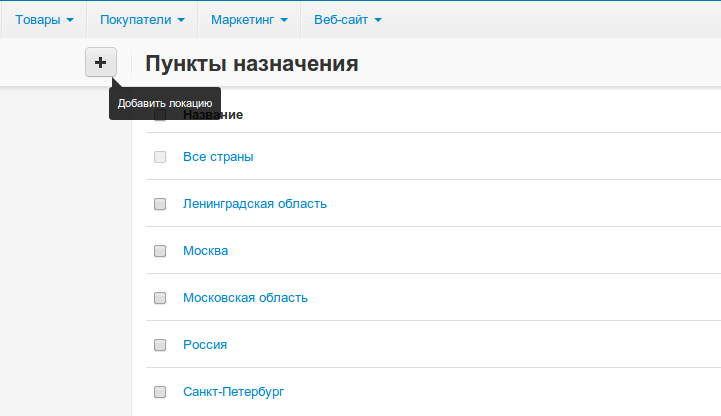 Товары Покупатели Маркетинг Веб-сайт
Пункты назначения
Добавить локацию
Название
Все страны
Ленинградская область
Москва
Московская область
Россия
Санкт-Петербург